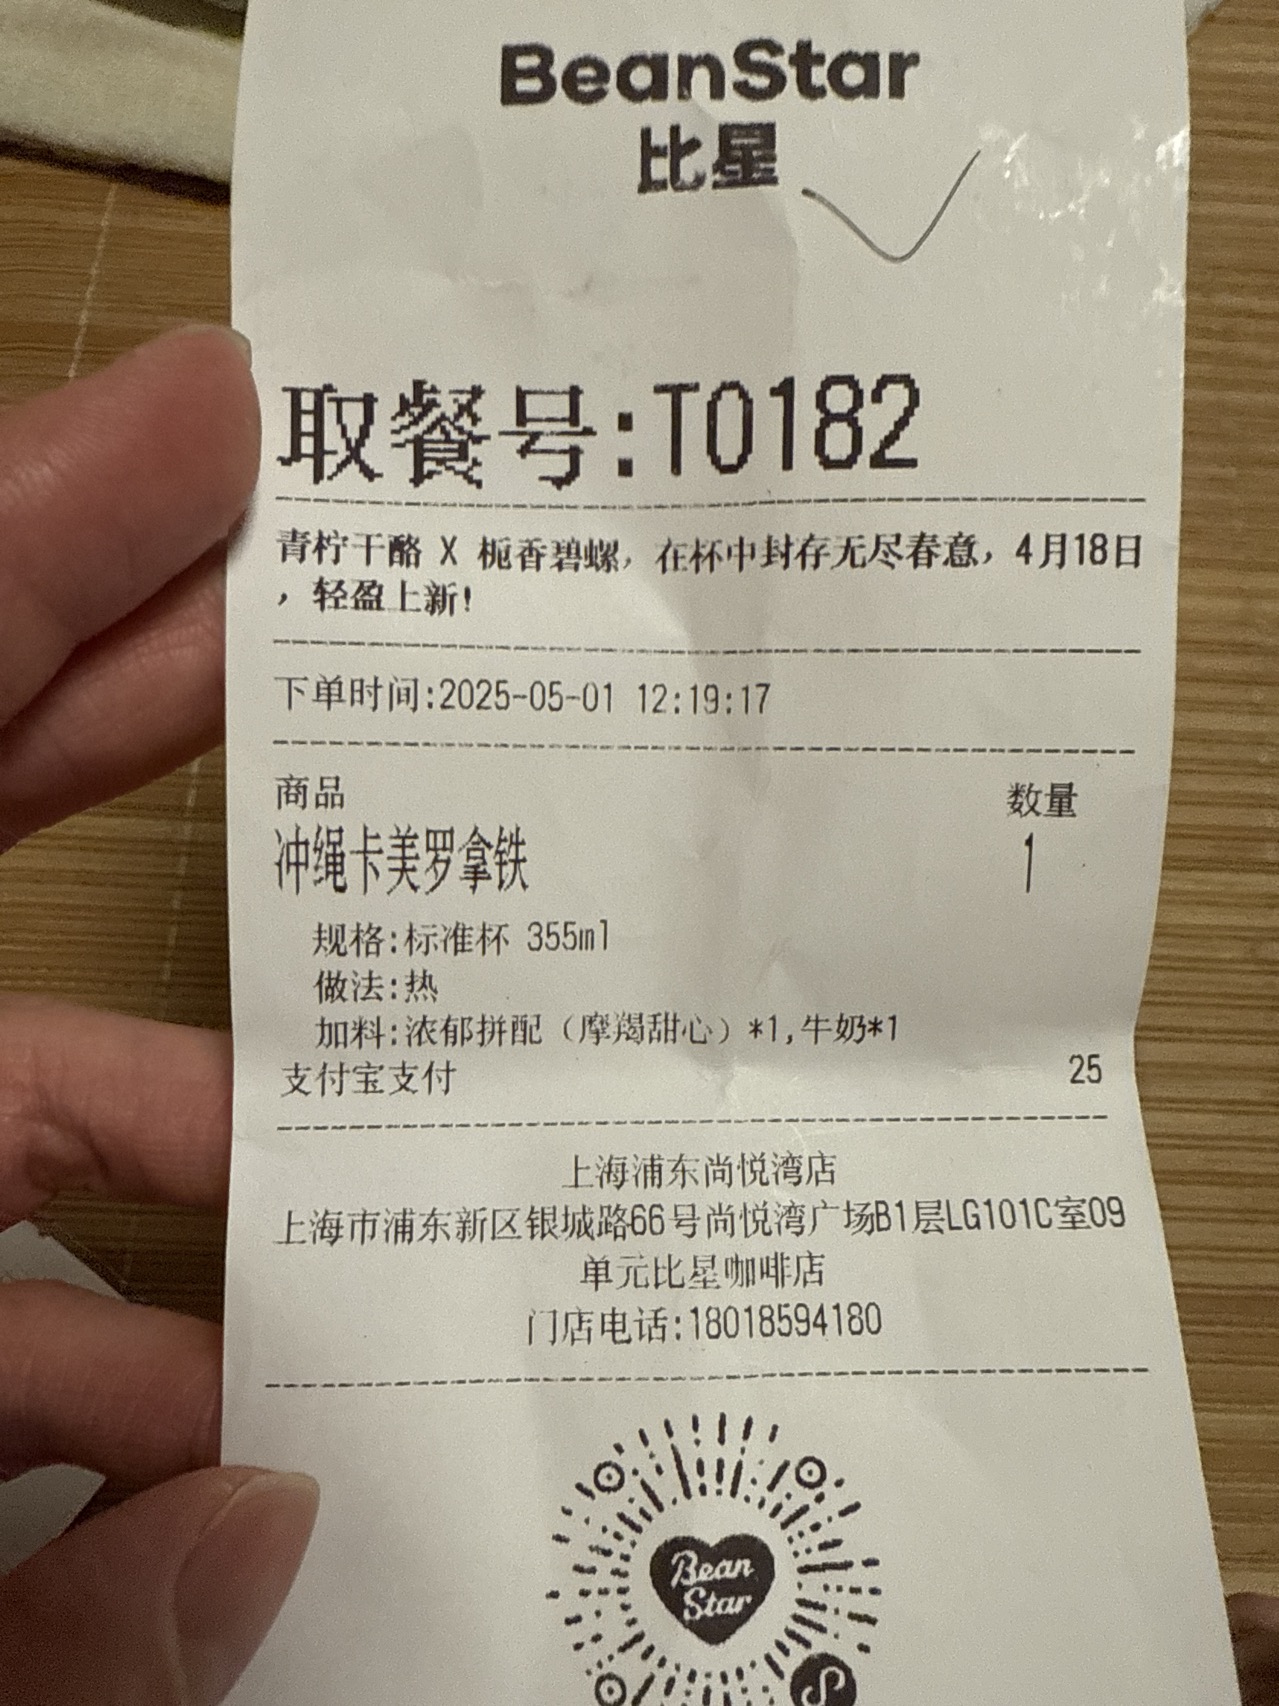 BeanStar
比星
取餐号:T0182
青柠干酪 X 栀香碧螺，在杯中封存无尽春意，4月18日
，轻盈上新！
下单时间:2025-05-01 12:19:17
商品 数量
冲绳卡美罗拿铁 1
规格:标准杯 355ml
做法:热
加料:浓郁拼配（摩羯甜心）*1,牛奶*1
支付宝支付 25
上海浦东尚悦湾店
上海市浦东新区银城路66号尚悦湾广场B1层LG101C室09
单元比星咖啡店
门店电话:18018594180
Bean
Star